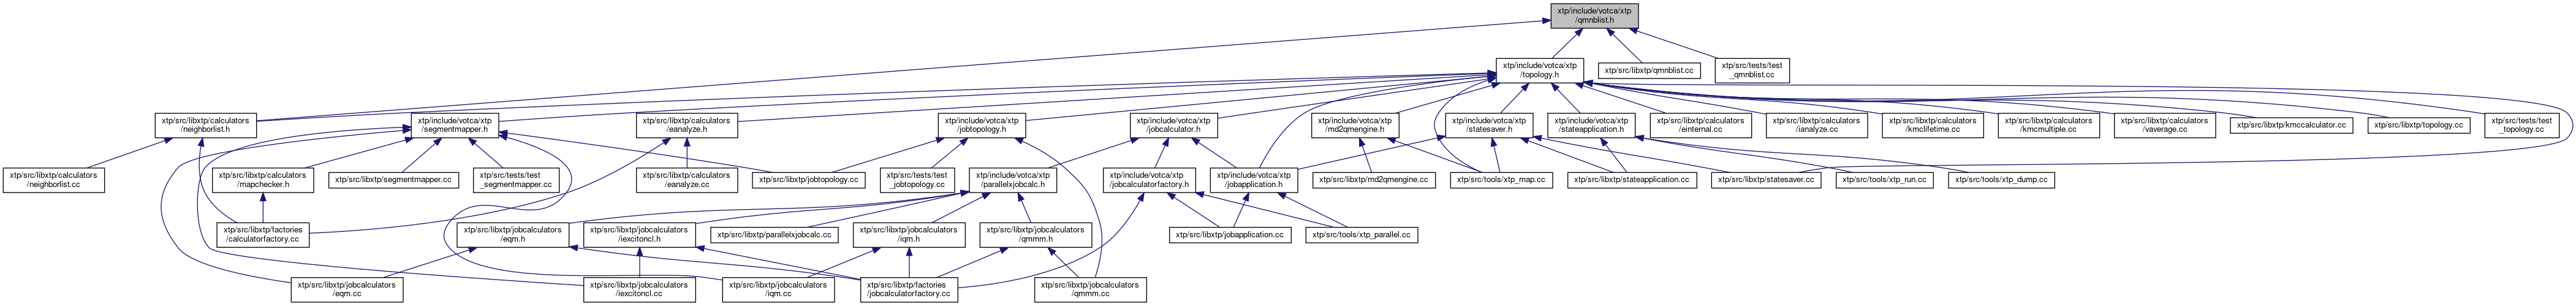 xtp/include/votca/xtp
/qmnblist.h
xtp/include/votca/xtp
/topology.h
xtp/src/libxtp/qmnblist.cc
xtp/src/tests/test
_qmnblist.cc
xtp/src/libxtp/calculators
/neighborlist.h
xtp/include/votca/xtp
/segmentmapper.h
xtp/src/libxtp/calculators
/eanalyze.h
xtp/include/votca/xtp
/jobtopology.h
xtp/include/votca/xtp
/jobcalculator.h
xtp/include/votca/xtp
/md2qmengine.h
xtp/include/votca/xtp
/statesaver.h
xtp/include/votca/xtp
/stateapplication.h
xtp/src/libxtp/calculators
/einternal.cc
xtp/src/libxtp/calculators
/ianalyze.cc
xtp/src/libxtp/calculators
/kmclifetime.cc
xtp/src/libxtp/calculators
/kmcmultiple.cc
xtp/src/libxtp/calculators
/vaverage.cc
xtp/src/libxtp/kmccalculator.cc
xtp/src/libxtp/topology.cc
xtp/src/tests/test
_topology.cc
xtp/src/libxtp/calculators
/neighborlist.cc
xtp/src/libxtp/calculators
/mapchecker.h
xtp/src/libxtp/segmentmapper.cc
xtp/src/tests/test
_segmentmapper.cc
xtp/src/libxtp/calculators
/eanalyze.cc
xtp/src/libxtp/jobtopology.cc
xtp/src/tests/test
_jobtopology.cc
xtp/include/votca/xtp
/parallelxjobcalc.h
xtp/include/votca/xtp
/jobcalculatorfactory.h
xtp/include/votca/xtp
/jobapplication.h
xtp/src/libxtp/md2qmengine.cc
xtp/src/tools/xtp_map.cc
xtp/src/libxtp/stateapplication.cc
xtp/src/libxtp/statesaver.cc
xtp/src/tools/xtp_run.cc
xtp/src/tools/xtp_dump.cc
xtp/src/libxtp/factories
/calculatorfactory.cc
xtp/src/libxtp/jobcalculators
/eqm.h
xtp/src/libxtp/jobcalculators
/iexcitoncl.h
xtp/src/libxtp/parallelxjobcalc.cc
xtp/src/libxtp/jobcalculators
/iqm.h
xtp/src/libxtp/jobcalculators
/qmmm.h
xtp/src/libxtp/jobapplication.cc
xtp/src/tools/xtp_parallel.cc
xtp/src/libxtp/jobcalculators
/eqm.cc
xtp/src/libxtp/jobcalculators
/iexcitoncl.cc
xtp/src/libxtp/jobcalculators
/iqm.cc
xtp/src/libxtp/factories
/jobcalculatorfactory.cc
xtp/src/libxtp/jobcalculators
/qmmm.cc